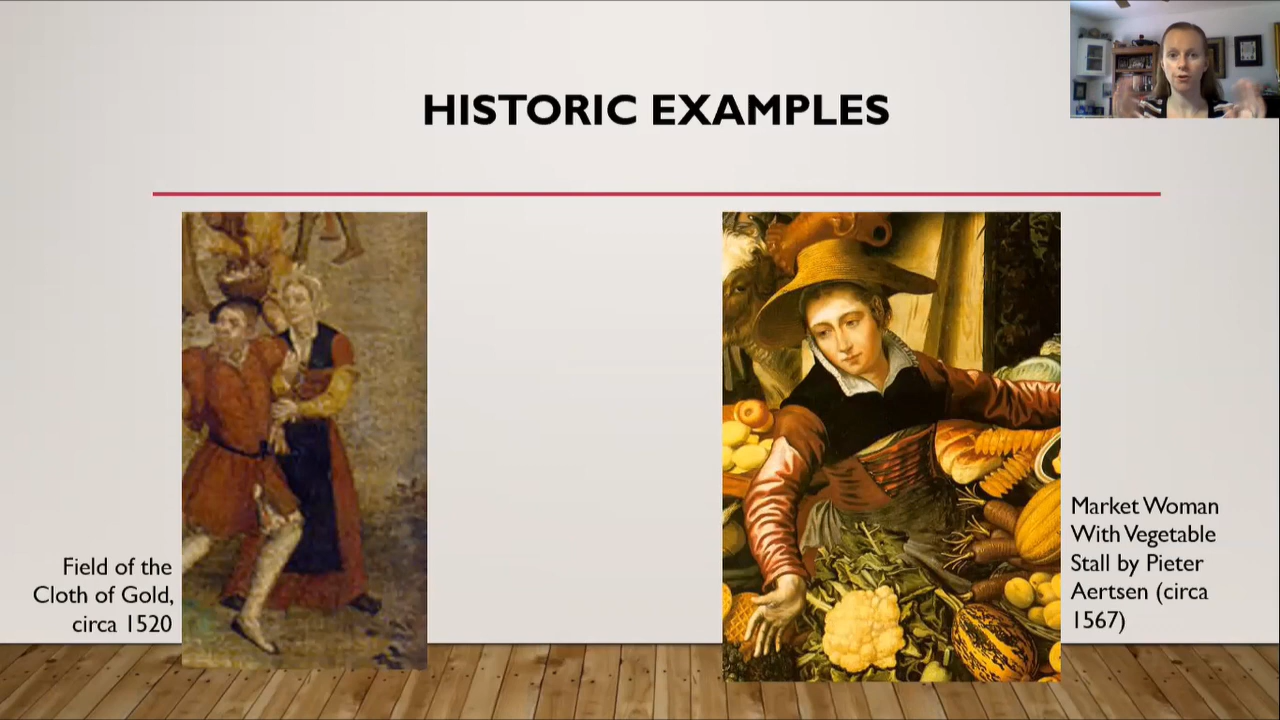 HISTORIC EXAMPLES
Field of the
Cloth of Gold,
circa 1520
Market Woman
With Vegetable
Stall by Pieter
Aertsen (circa
1567)